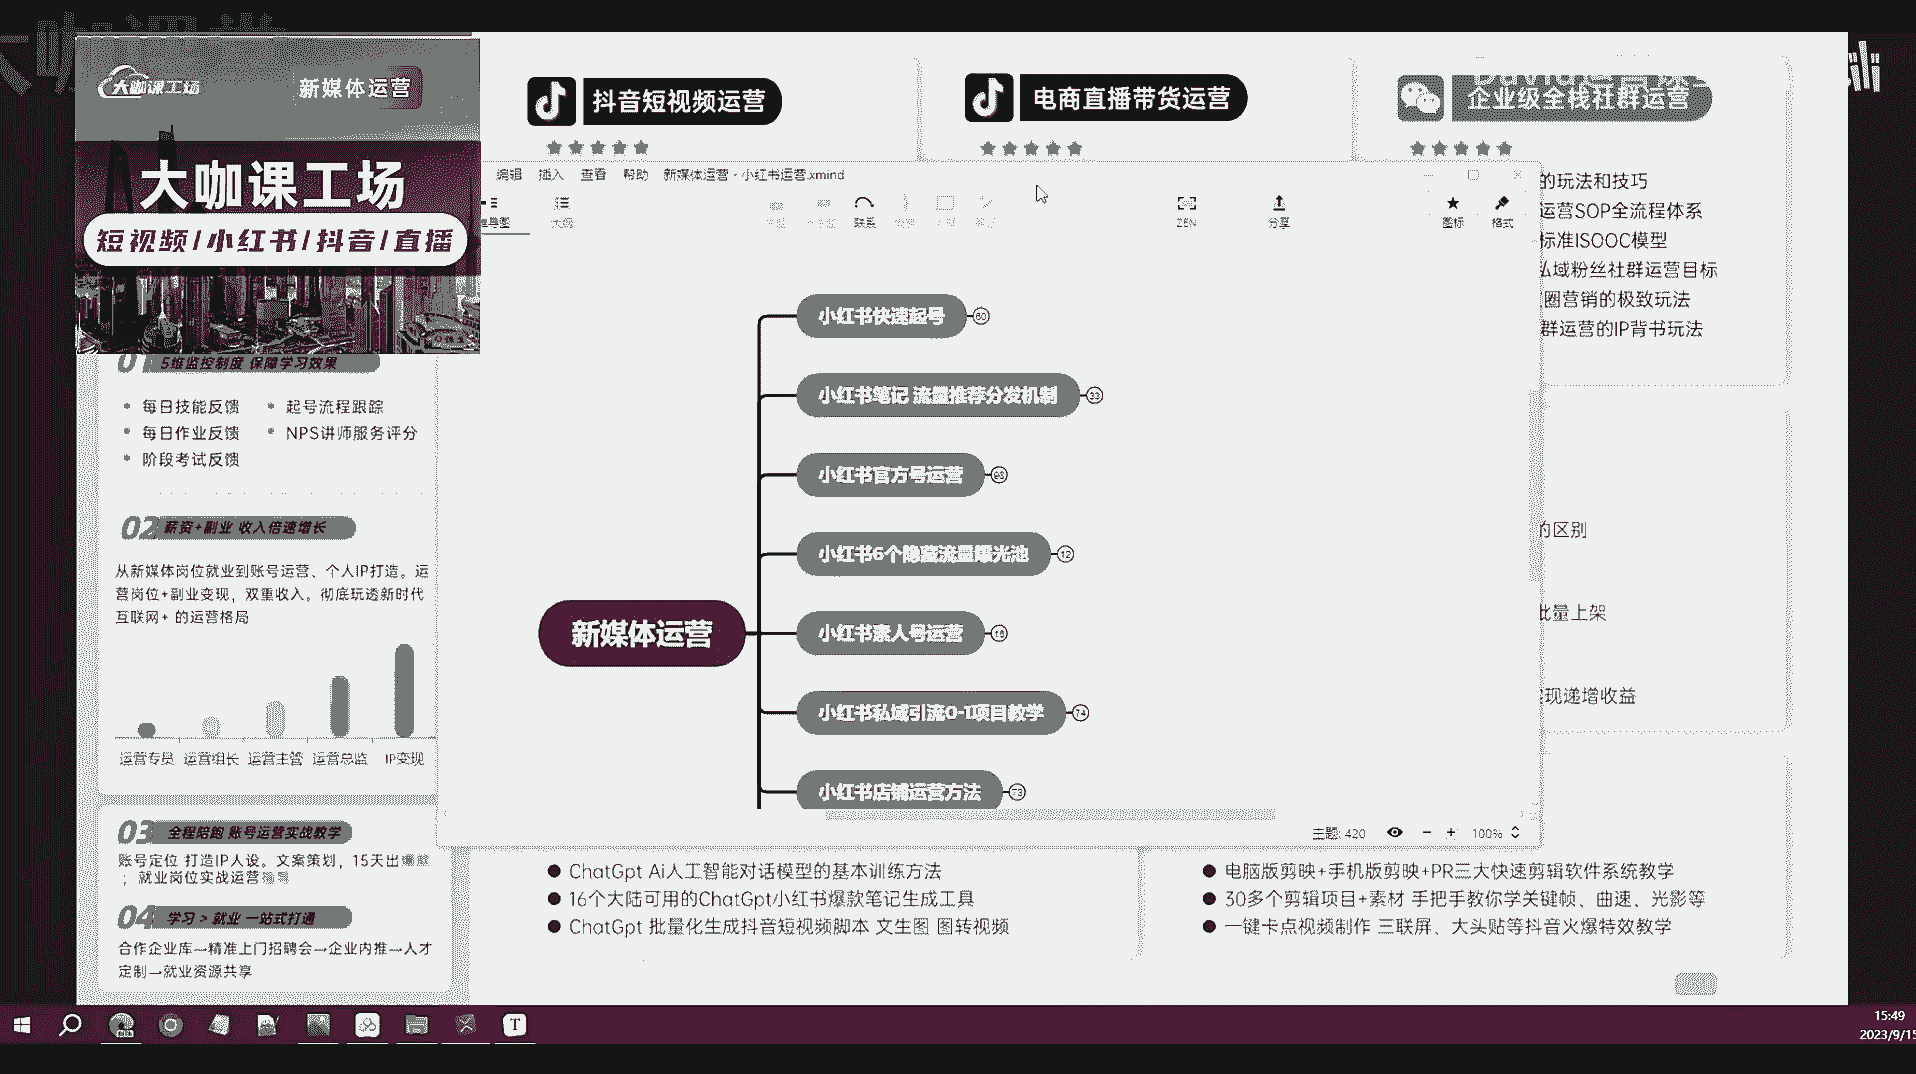 大咖课工场
新媒体运营
大咖课工场
短视频/小红书/抖音/直播
01 5维监控制度 保障学习效果
每日技能反馈
起号流程跟踪
每日作业反馈
NPS讲师服务评分
阶段考试反馈
02 薪资+副业 收入倍速增长
从新媒体岗位就业到账号运营、个人IP打造。运
营岗位+副业变现，双重收入。彻底玩透新时代
互联网+ 的运营格局
运营专员 运营组长 运营主管 运营总监 IP变现
03 全程陪跑 账号运营实战教学
账号定位 打造IP人设。文案策划，15天出爆款
；就业岗位实战运营
04 学习 > 就业 一站式打通
合作企业库→精准上门招聘会→企业内推→人才
定制→就业资源共享
抖音短视频运营
电商直播带货运营
David运营课
企业级全栈社群运营
编辑 插入 查看 帮助 新媒体运营 - 小红书运营.xmind
大纲
联系
ZEN
分享
图标
格式
新媒体运营
小红书快速起号 60
小红书笔记 流量推荐分发机制 33
小红书官方号运营
小红书6个隐藏流量曝光池 12
小红书素人号运营
小红书私域引流0-1项目教学 74
小红书店铺运营方法 73
主题: 420
100%
的玩法和技巧
运营SOP全流程体系
标准ISOOC模型
私域粉丝社群运营目标
圈营销的极致玩法
群运营的IP背书玩法
的区别
批量上架
现递增收益
ChatGpt Ai人工智能对话模型的基本训练方法
16个大陆可用的ChatGpt小红书爆款笔记生成工具
ChatGpt 批量化生成抖音短视频脚本 文生图 图转视频
电脑版剪映+手机版剪映+PR三大快速剪辑软件系统教学
30多个剪辑项目+素材 手把手教你学关键帧、曲速、光影等
一键卡点视频制作 三联屏、大头贴等抖音火爆特效教学
15:49
2023/9/15